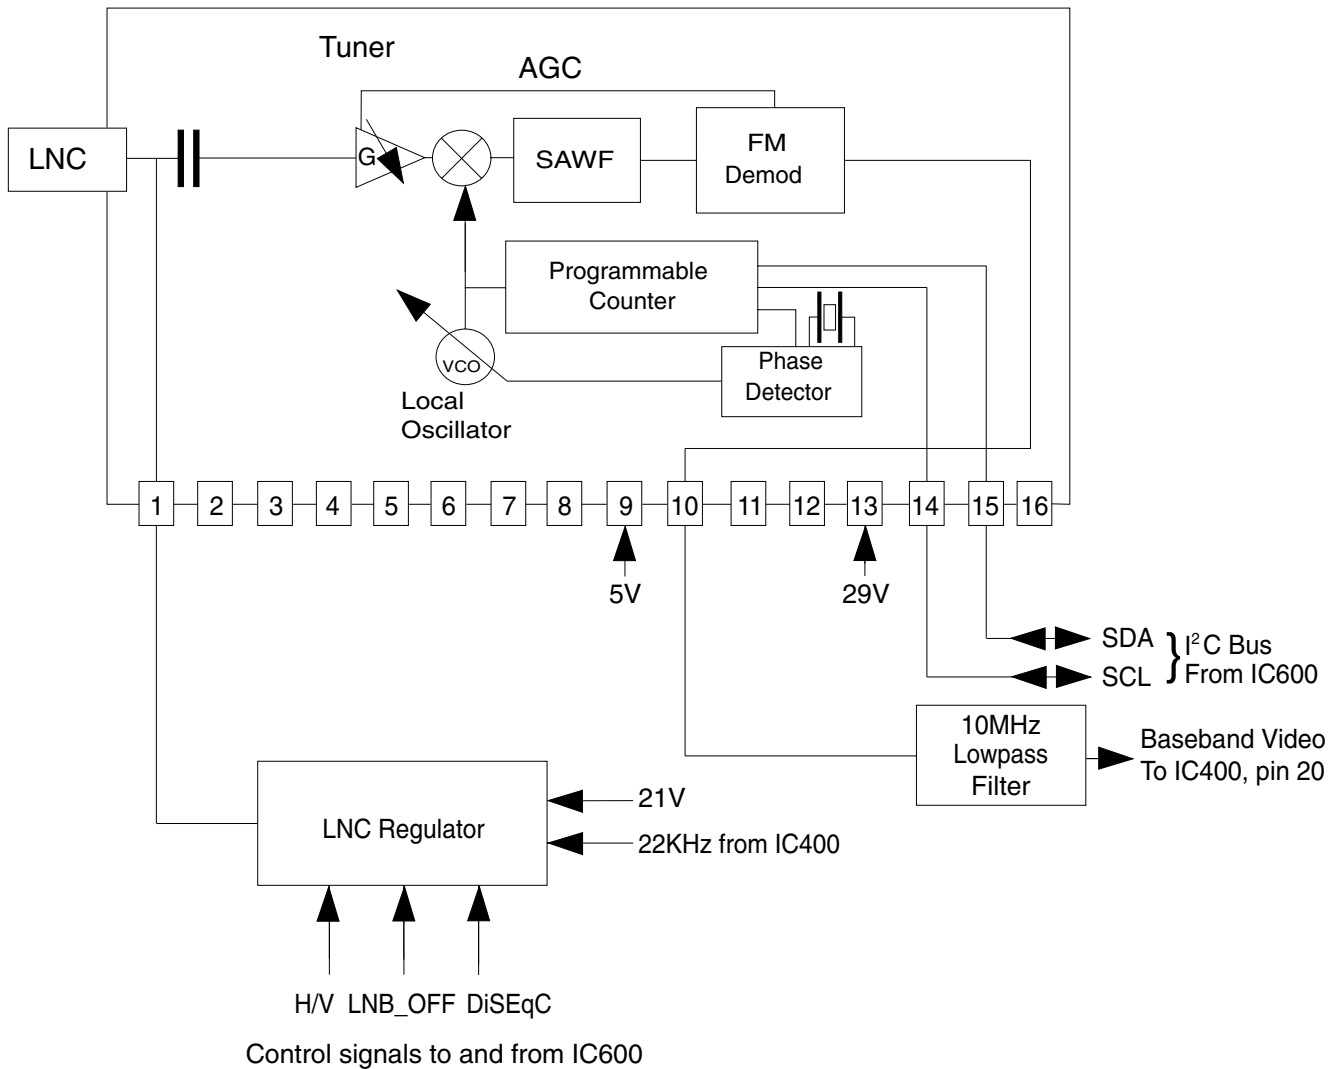 Tuner
AGC
LNC
G
SAWF
FM
Demod
Programmable
Counter
VCO
Phase
Detector
Local
Oscillator
1 2 3 4 5 6 7 8 9 10 11 12 13 14 15 16
5V
29V
SDA
SCL
} I²C Bus
From IC600
10MHz
Lowpass
Filter
Baseband Video
To IC400, pin 20
LNC Regulator
21V
22KHz from IC400
H/V LNB_OFF DiSEqC
Control signals to and from IC600